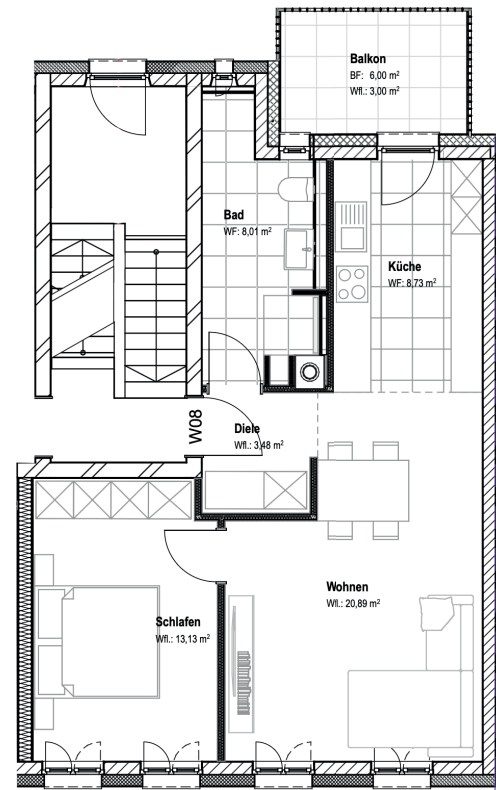 Balkon
BF: 6,00 m²
Wfl.: 3,00 m²
Bad
WF: 8,01 m²
Küche
WF: 8,73 m²
W08
Diele
Wfl.: 3,48 m²
Wohnen
Wfl.: 20,89 m²
Schlafen
Wfl.: 13,13 m²